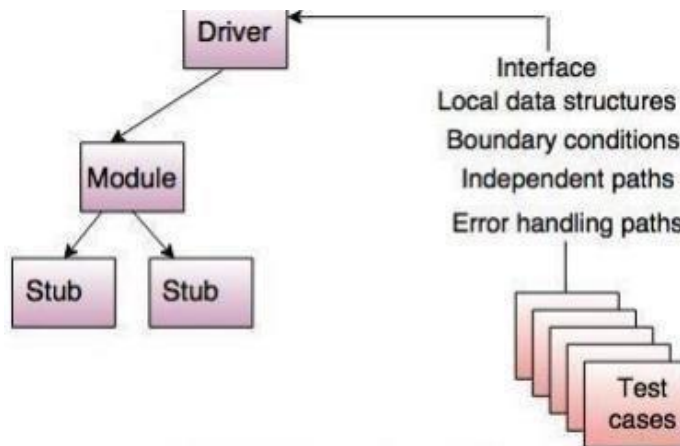 Driver
Interface
Local data structures
Boundary conditions
Module
Independent paths
Error handling paths
Stub
Stub
Test
cases